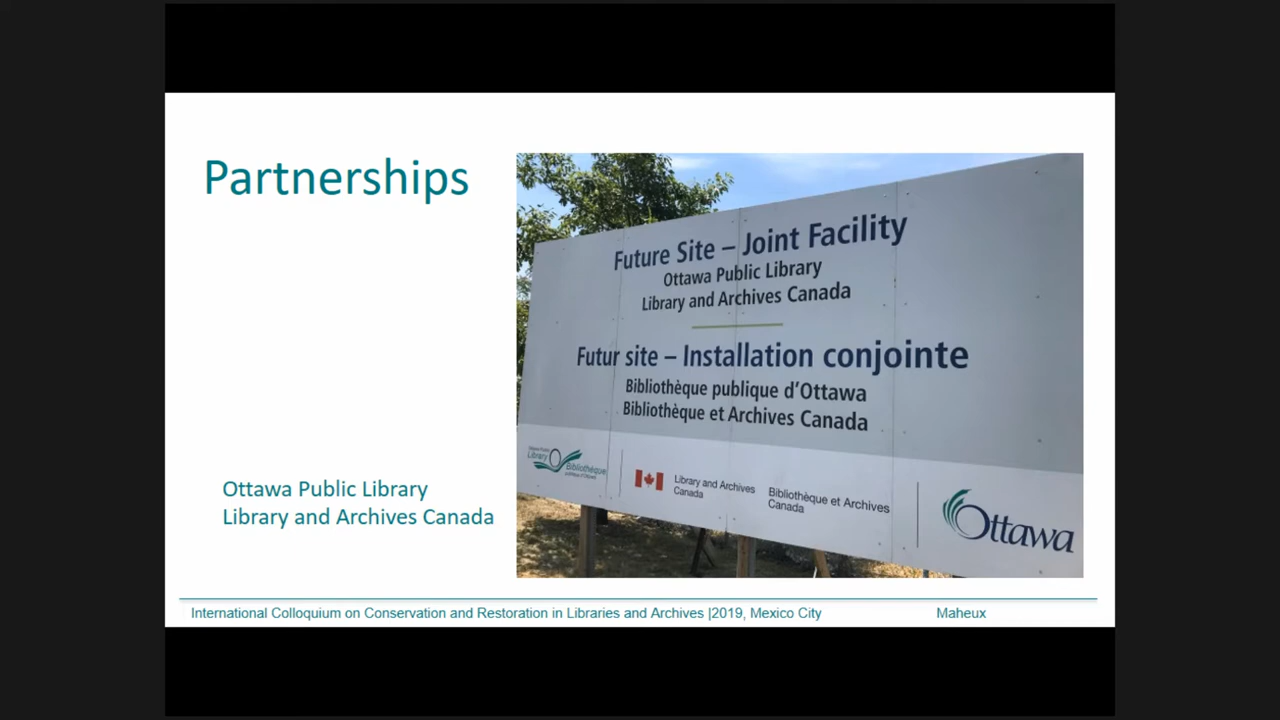 Partnerships
Future Site – Joint Facility
Ottawa Public Library
Library and Archives Canada
Futur site – Installation conjointe
Bibliothèque publique d'Ottawa
Bibliothèque et Archives Canada
Ottawa Public
Library
Bibliothèque
publique d'Ottawa
Library and Archives
Canada
Bibliothèque et Archives
Canada
Ottawa
Ottawa Public Library
Library and Archives Canada
International Colloquium on Conservation and Restoration in Libraries and Archives |2019, Mexico City
Maheux